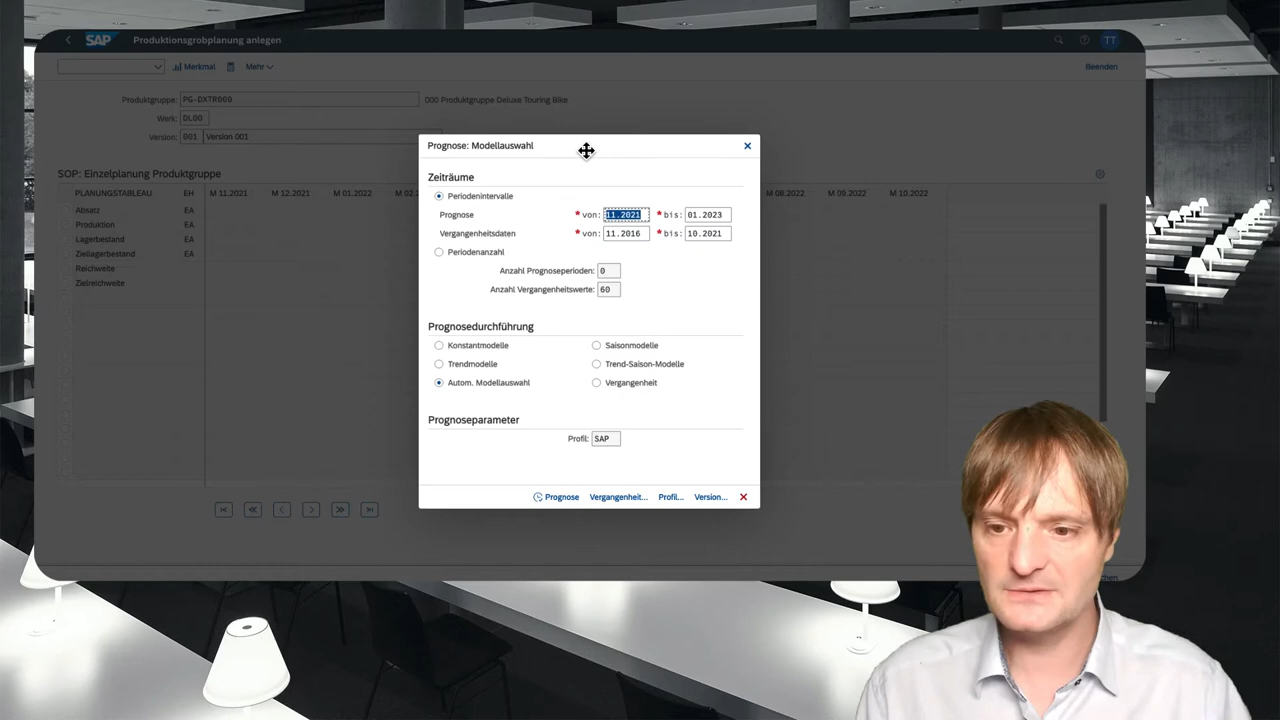 SAP Produktionsgrobplanung anlegen TT
Merkmal Mehr Beenden
Produktgruppe: PG-DXTR000 000 Produktgruppe Deluxe Touring Bike
Werk: DL00
Version: 001 Version 001
SOP: Einzelplanung Produktgruppe
PLANUNGSTABLEAU EH M 11.2021 M 12.2021 M 01.2022 M 02.2 M 08.2022 M 09.2022 M 10.2022
Absatz EA
Produktion EA
Lagerbestand EA
Ziellagerbestand EA
Reichweite
Zielreichweite
Prognose: Modellauswahl
Zeiträume
Periodenintervalle
Prognose * von: 11.2021 * bis: 01.2023
Vergangenheitsdaten * von: 11.2016 * bis: 10.2021
Periodenanzahl
Anzahl Prognoseperioden: 0
Anzahl Vergangenheitswerte: 60
Prognosedurchführung
Konstantmodelle Saisonmodelle
Trendmodelle Trend-Saison-Modelle
Autom. Modellauswahl Vergangenheit
Prognoseparameter
Profil: SAP
Prognose Vergangenheit... Profil... Version...